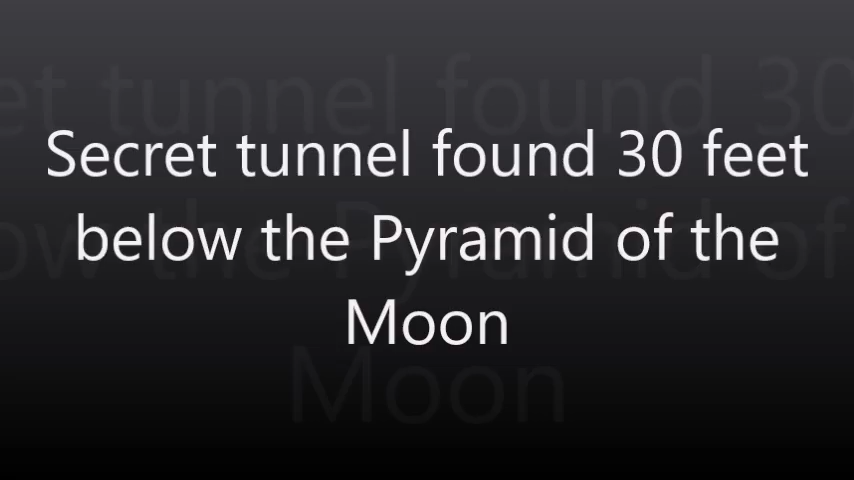 Secret tunnel found 30 feet
below the Pyramid of the
Moon